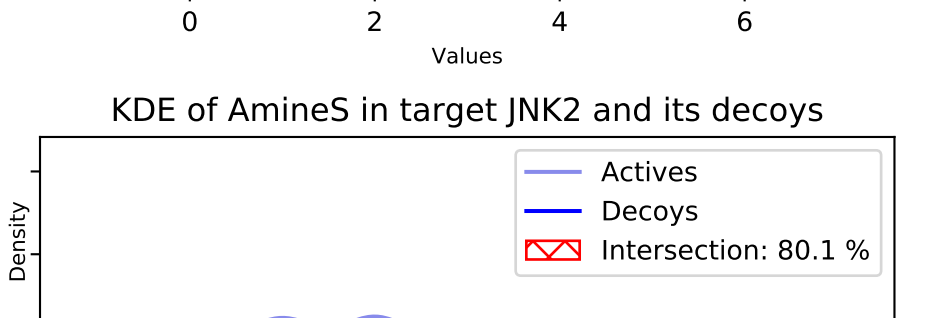 0 2 4 6
Values
KDE of AmineS in target JNK2 and its decoys
Density
Actives
Decoys
Intersection: 80.1 %